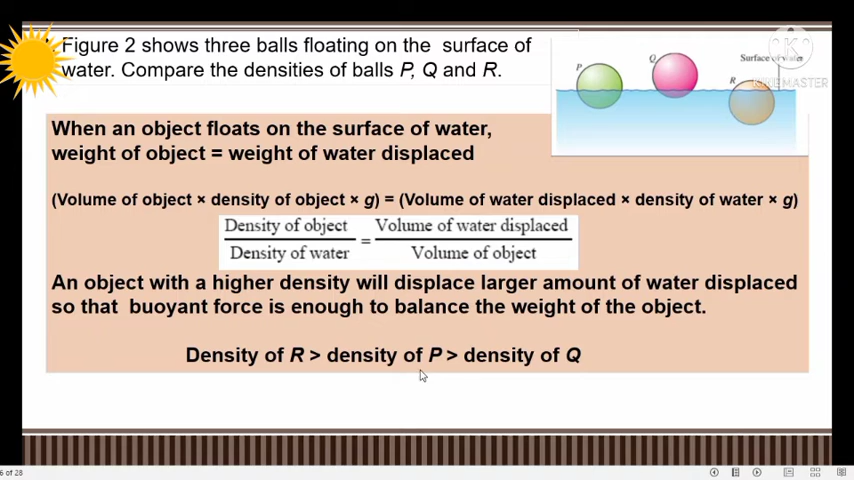 Figure 2 shows three balls floating on the surface of
water. Compare the densities of balls P, Q and R.
P
Q
Surface of water
R
KINEMASTER
When an object floats on the surface of water,
weight of object = weight of water displaced
(Volume of object × density of object × g) = (Volume of water displaced × density of water × g)
Density of object / Density of water = Volume of water displaced / Volume of object
An object with a higher density will displace larger amount of water displaced
so that buoyant force is enough to balance the weight of the object.
Density of R > density of P > density of Q
6 of 28